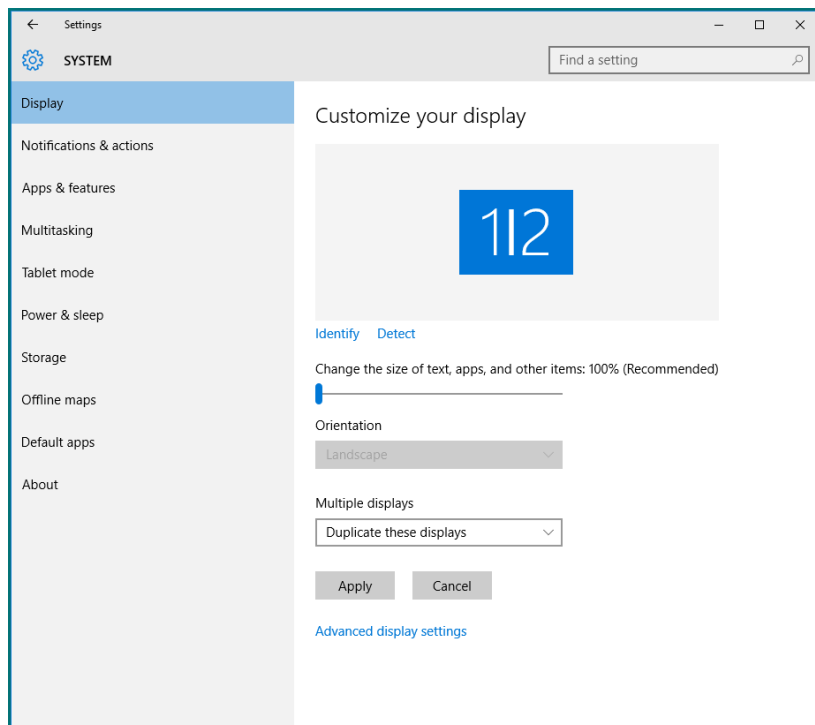 Settings
SYSTEM
Find a setting
Display
Notifications & actions
Apps & features
Multitasking
Tablet mode
Power & sleep
Storage
Offline maps
Default apps
About
Customize your display
1|2
Identify Detect
Change the size of text, apps, and other items: 100% (Recommended)
Orientation
Landscape
Multiple displays
Duplicate these displays
Apply Cancel
Advanced display settings